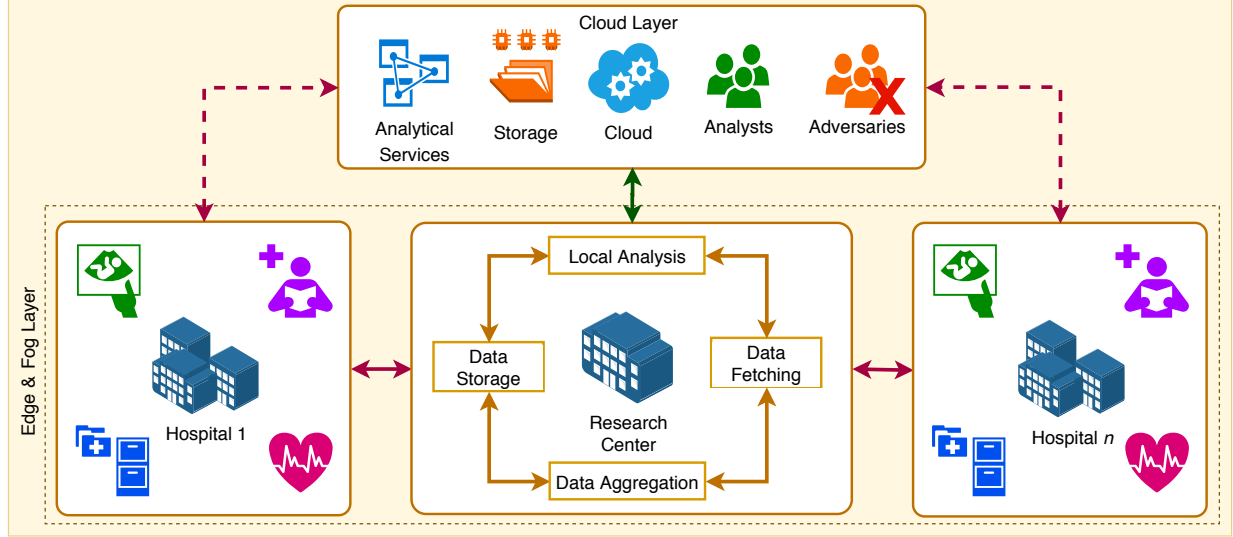 Cloud Layer
Analytical
Services
Storage
Cloud
Analysts
Adversaries
Edge & Fog Layer
Hospital 1
Local Analysis
Data
Storage
Data
Fetching
Research
Center
Data Aggregation
Hospital n